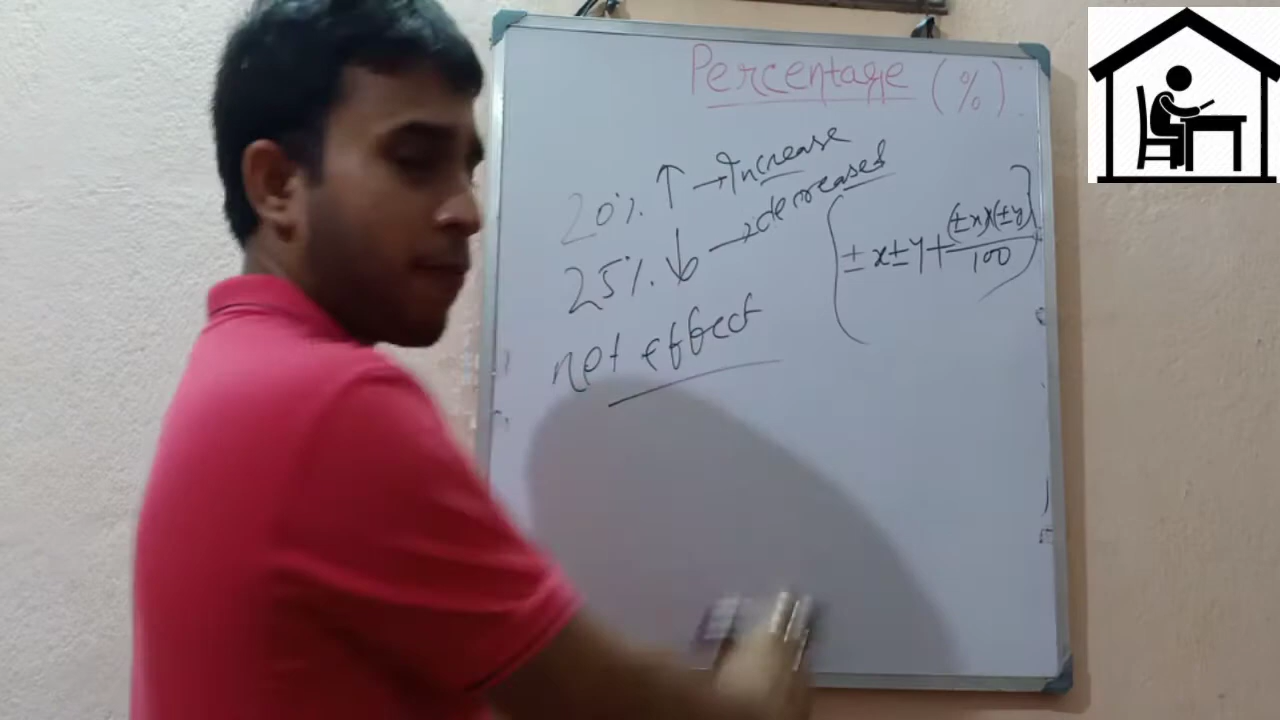 Percentage (%) :
20% ↑ → Increase
25% ↓ → decreased
net effect
(± x ± y + (±x)(±y)/100)